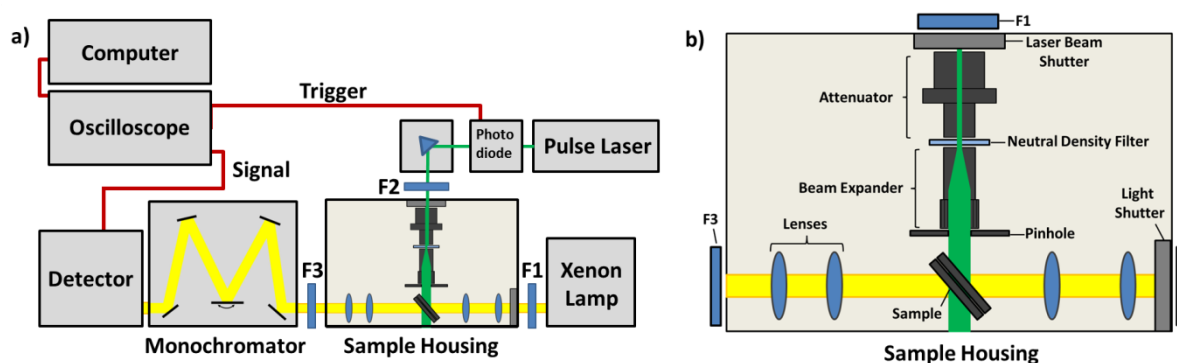 a)
Computer
Oscilloscope
Trigger
Photo
diode
Pulse Laser
Signal
F2
Detector
F3
F1
Xenon
Lamp
Monochromator
Sample Housing
b)
F1
Laser Beam
Shutter
Attenuator
Neutral Density Filter
Beam Expander
Light
Shutter
F3
Lenses
Pinhole
Sample
Sample Housing